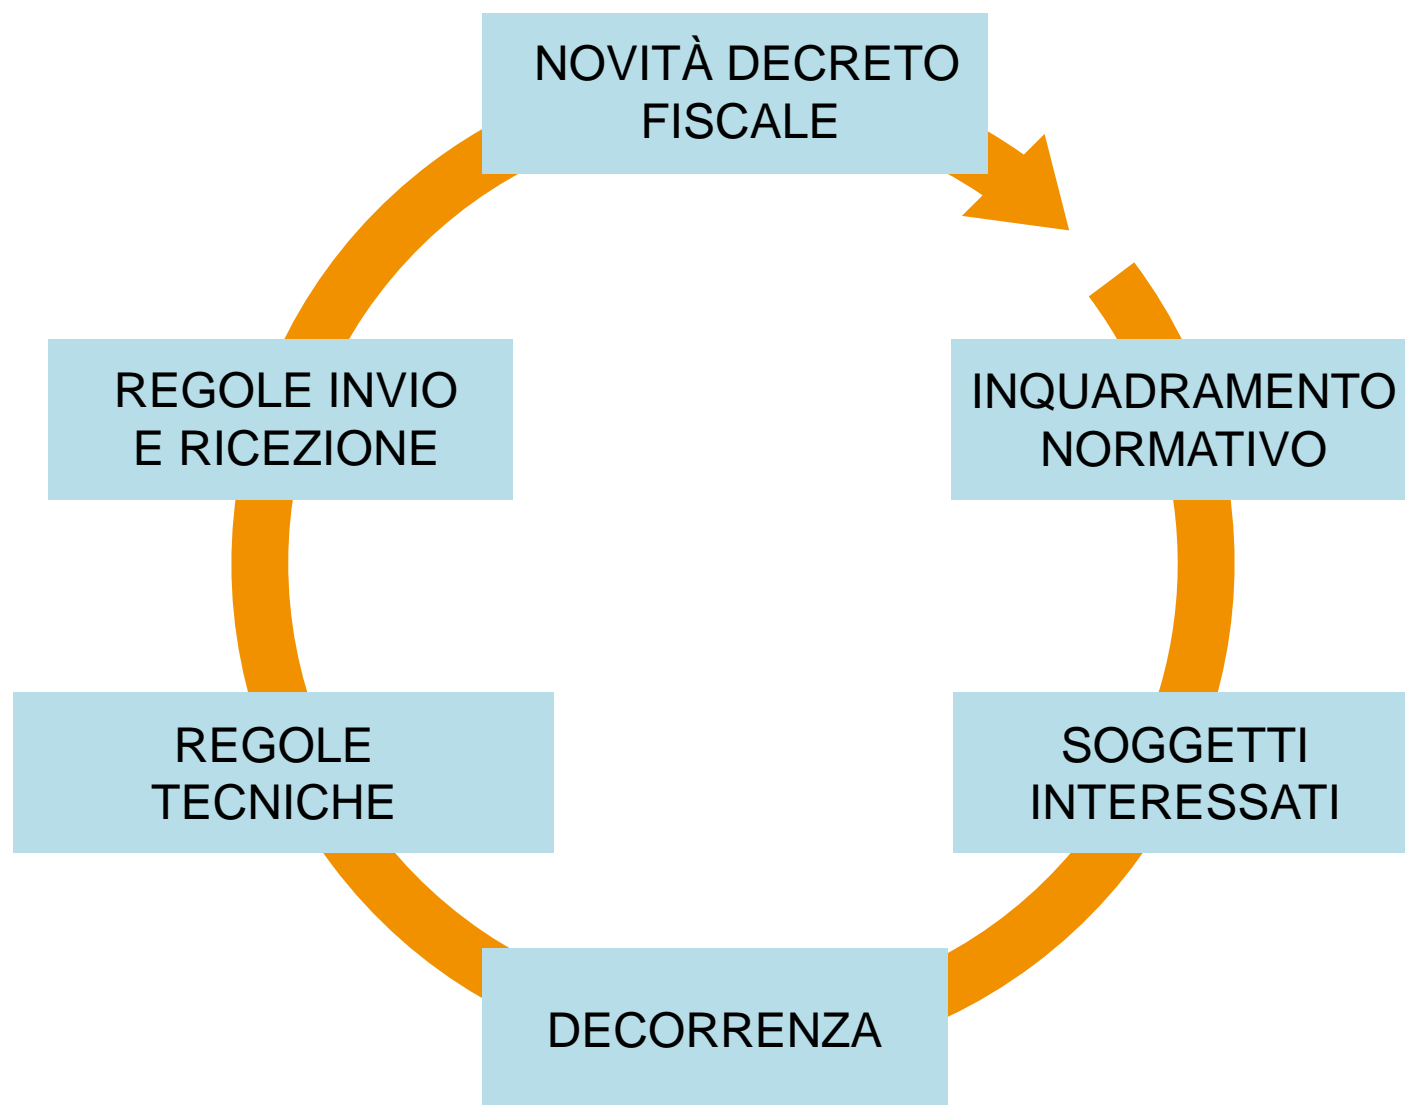 NOVITÀ DECRETO
FISCALE
REGOLE INVIO
E RICEZIONE
INQUADRAMENTO
NORMATIVO
REGOLE
TECNICHE
SOGGETTI
INTERESSATI
DECORRENZA